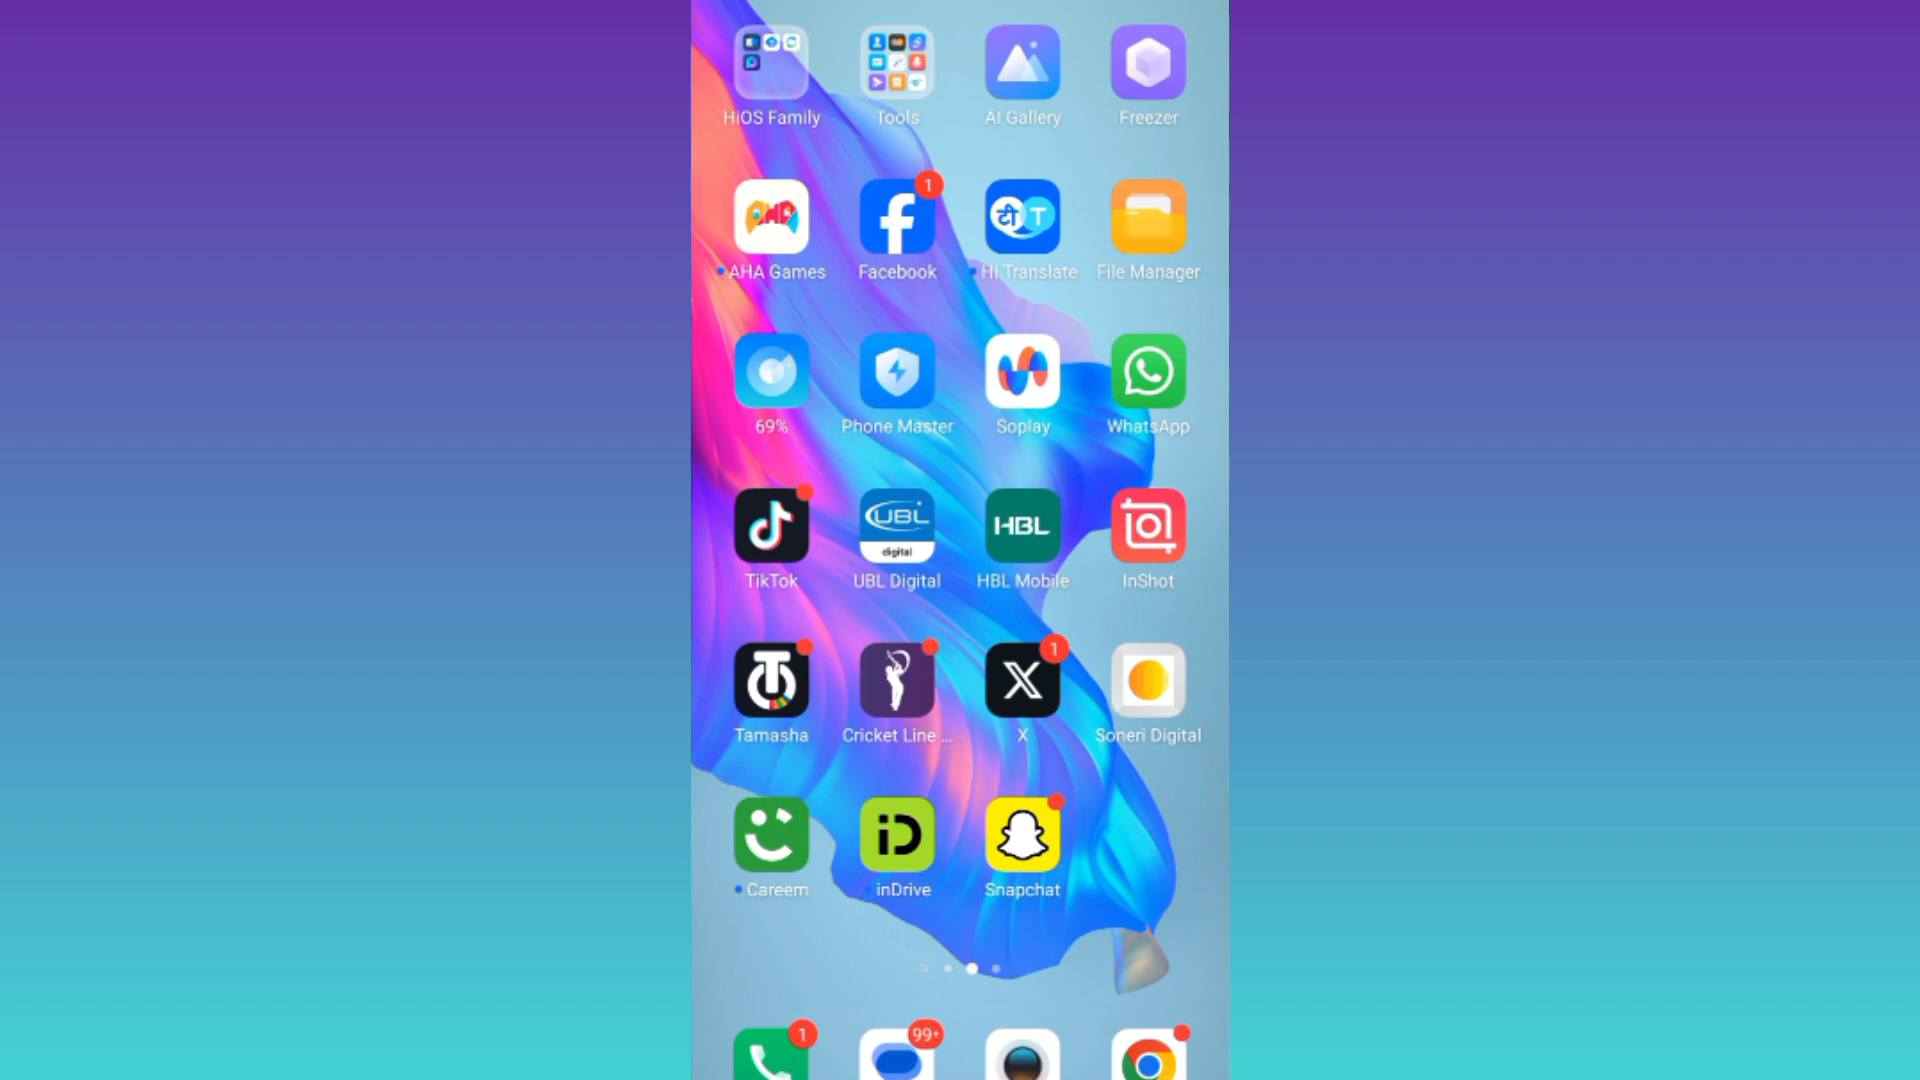 HiOS Family Tools AI Gallery Freezer
1
टी T
AHA Games Facebook Hi Translate File Manager
69% Phone Master Soplay WhatsApp
UBL digital HBL
TikTok UBL Digital HBL Mobile InShot
1
Tamasha Cricket Line ... X Soneri Digital
iD
Careem inDrive Snapchat
1 99+